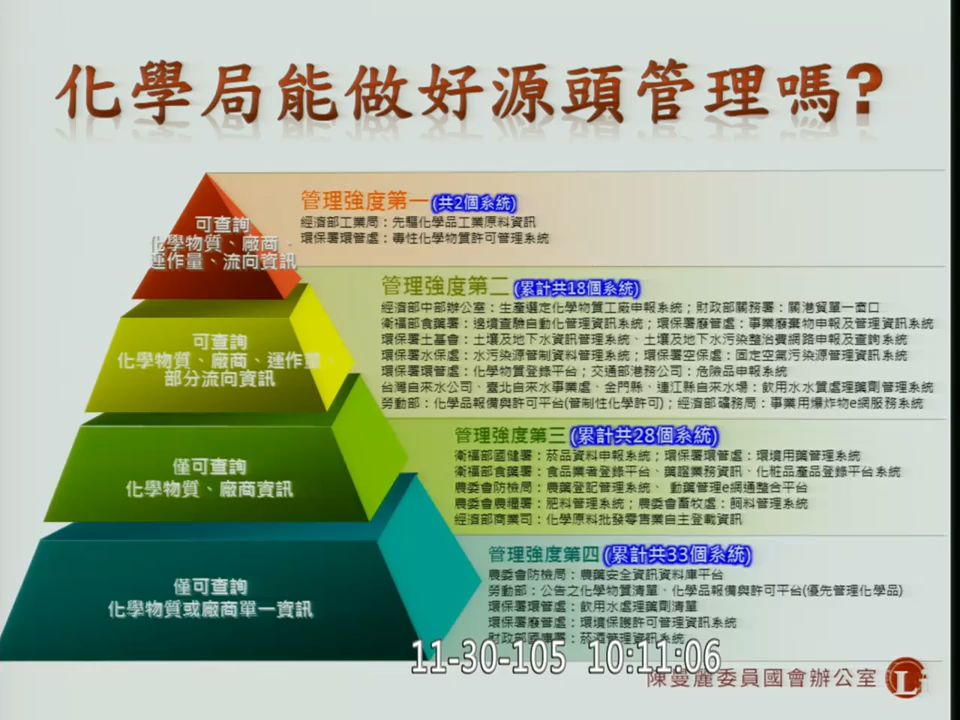 化學局能做好源頭管理嗎?
可查詢
化學物質、廠商、
運作量、流向資訊
管理強度第一(共2個系統)
經濟部工業局：先驅化學品工業原料資訊
環保署環管處：毒性化學物質許可管理系統
可查詢
化學物質、廠商、運作量、
部分流向資訊
管理強度第二(累計共18個系統)
經濟部中部辦公室：生產選定化學物質工廠申報系統；財政部關務署：關港貿單一窗口
衛福部食藥署：邊境查驗自動化管理資訊系統；環保署廢管處：事業廢棄物申報及管理資訊系統
環保署土基會：土壤及地下水資訊管理系統、土壤及地下水污染整治費網路申報及查詢系統
環保署水保處：水污染源管制資料管理系統；環保署空保處：固定空氣污染源管理資訊系統
環保署環管處：化學物質登錄平台；交通部港務公司：危險品申報系統
台灣自來水公司、臺北自來水事業處、金門縣、連江縣自來水場：飲用水水質處理藥劑管理系統
勞動部：化學品報備與許可平台(管制性化學許可)；經濟部礦務局：事業用爆炸物e網服務系統
僅可查詢
化學物質、廠商資訊
管理強度第三(累計共28個系統)
衛福部國健署：菸品資料申報系統；環保署環管處：環境用藥管理系統
衛福部食藥署：食品業者登錄平台、藥證業務資訊、化粧品產品登錄平台系統
農委會防檢局：農藥登記管理系統、動藥管理e網通整合平台
農委會農糧署：肥料管理系統；農委會畜牧處：飼料管理系統
經濟部商業司：化學原料批發零售業自主登載資訊
僅可查詢
化學物質或廠商單一資訊
管理強度第四(累計共33個系統)
農委會防檢局：農藥安全資訊資料庫平台
勞動部：公告之化學物質清單、化學品報備與許可平台(優先管理化學品)
環保署環管處：飲用水處理藥劑清單
環保署廢管處：環境保護許可管理資訊系統
財政部國庫署：菸酒管理資訊系統
11-30-105 10:11:06
陳曼麗委員國會辦公室